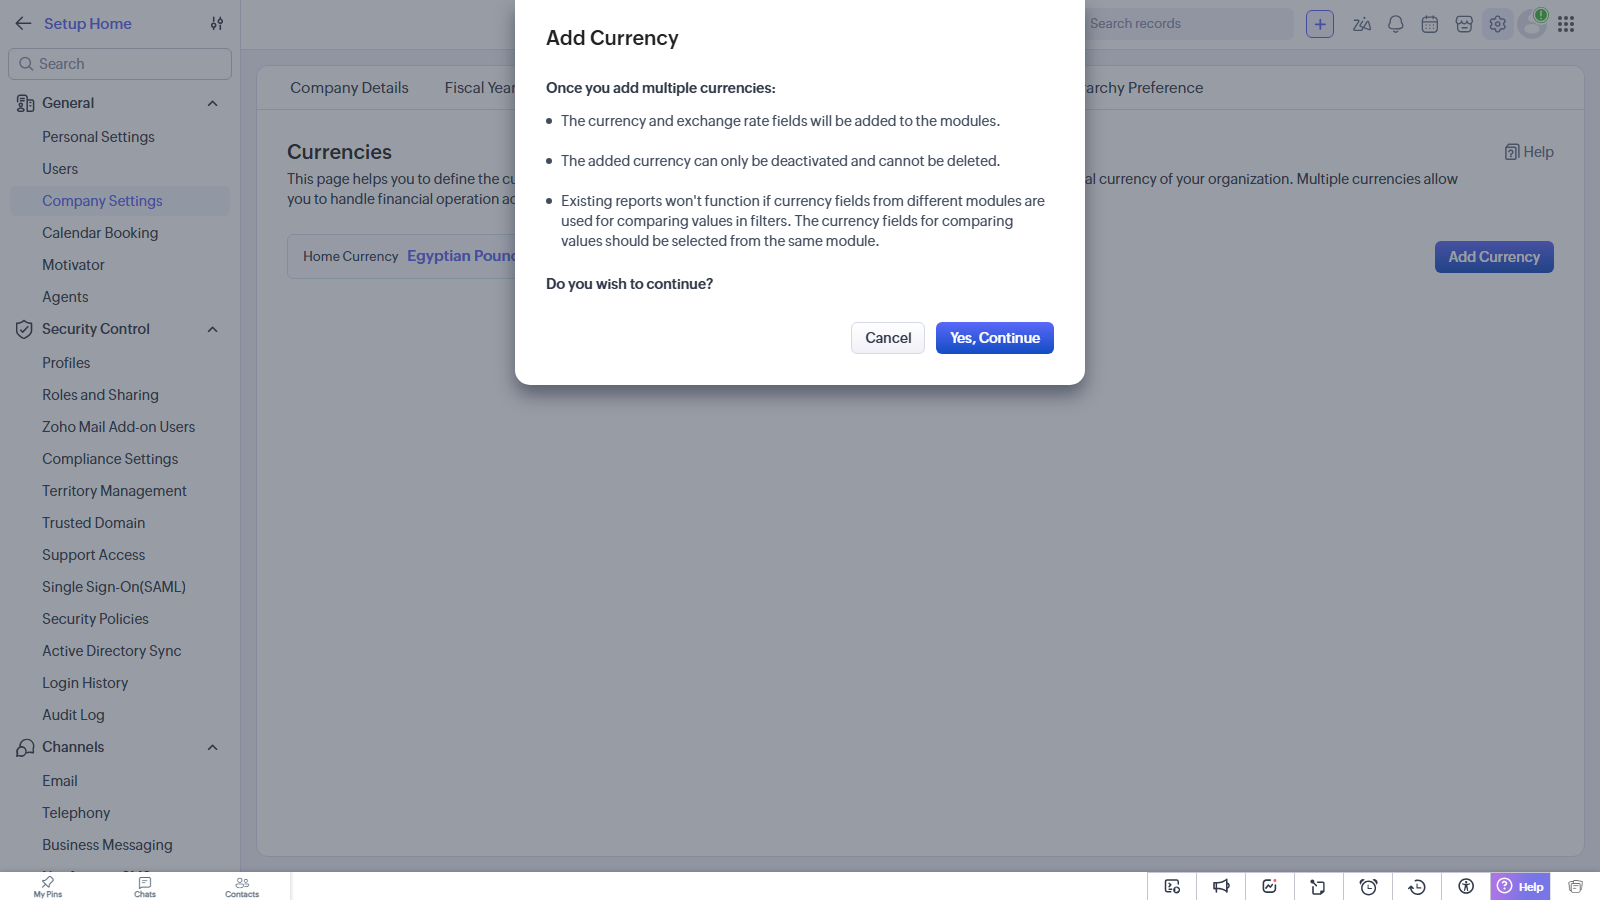 Setup Home
Search
General
Personal Settings
Users
Company Settings
Calendar Booking
Motivator
Agents
Security Control
Profiles
Roles and Sharing
Zoho Mail Add-on Users
Compliance Settings
Territory Management
Trusted Domain
Support Access
Single Sign-On(SAML)
Security Policies
Active Directory Sync
Login History
Audit Log
Channels
Email
Telephony
Business Messaging
Search records
Company Details
Fiscal Year
archy Preference
Currencies
Help
This page helps you to define the cu
al currency of your organization. Multiple currencies allow
you to handle financial operation ac
Home Currency Egyptian Pound
Add Currency
Add Currency
Once you add multiple currencies:
• The currency and exchange rate fields will be added to the modules.
• The added currency can only be deactivated and cannot be deleted.
• Existing reports won't function if currency fields from different modules are
used for comparing values in filters. The currency fields for comparing
values should be selected from the same module.
Do you wish to continue?
Cancel
Yes, Continue
My Pins
Chats
Contacts
Help